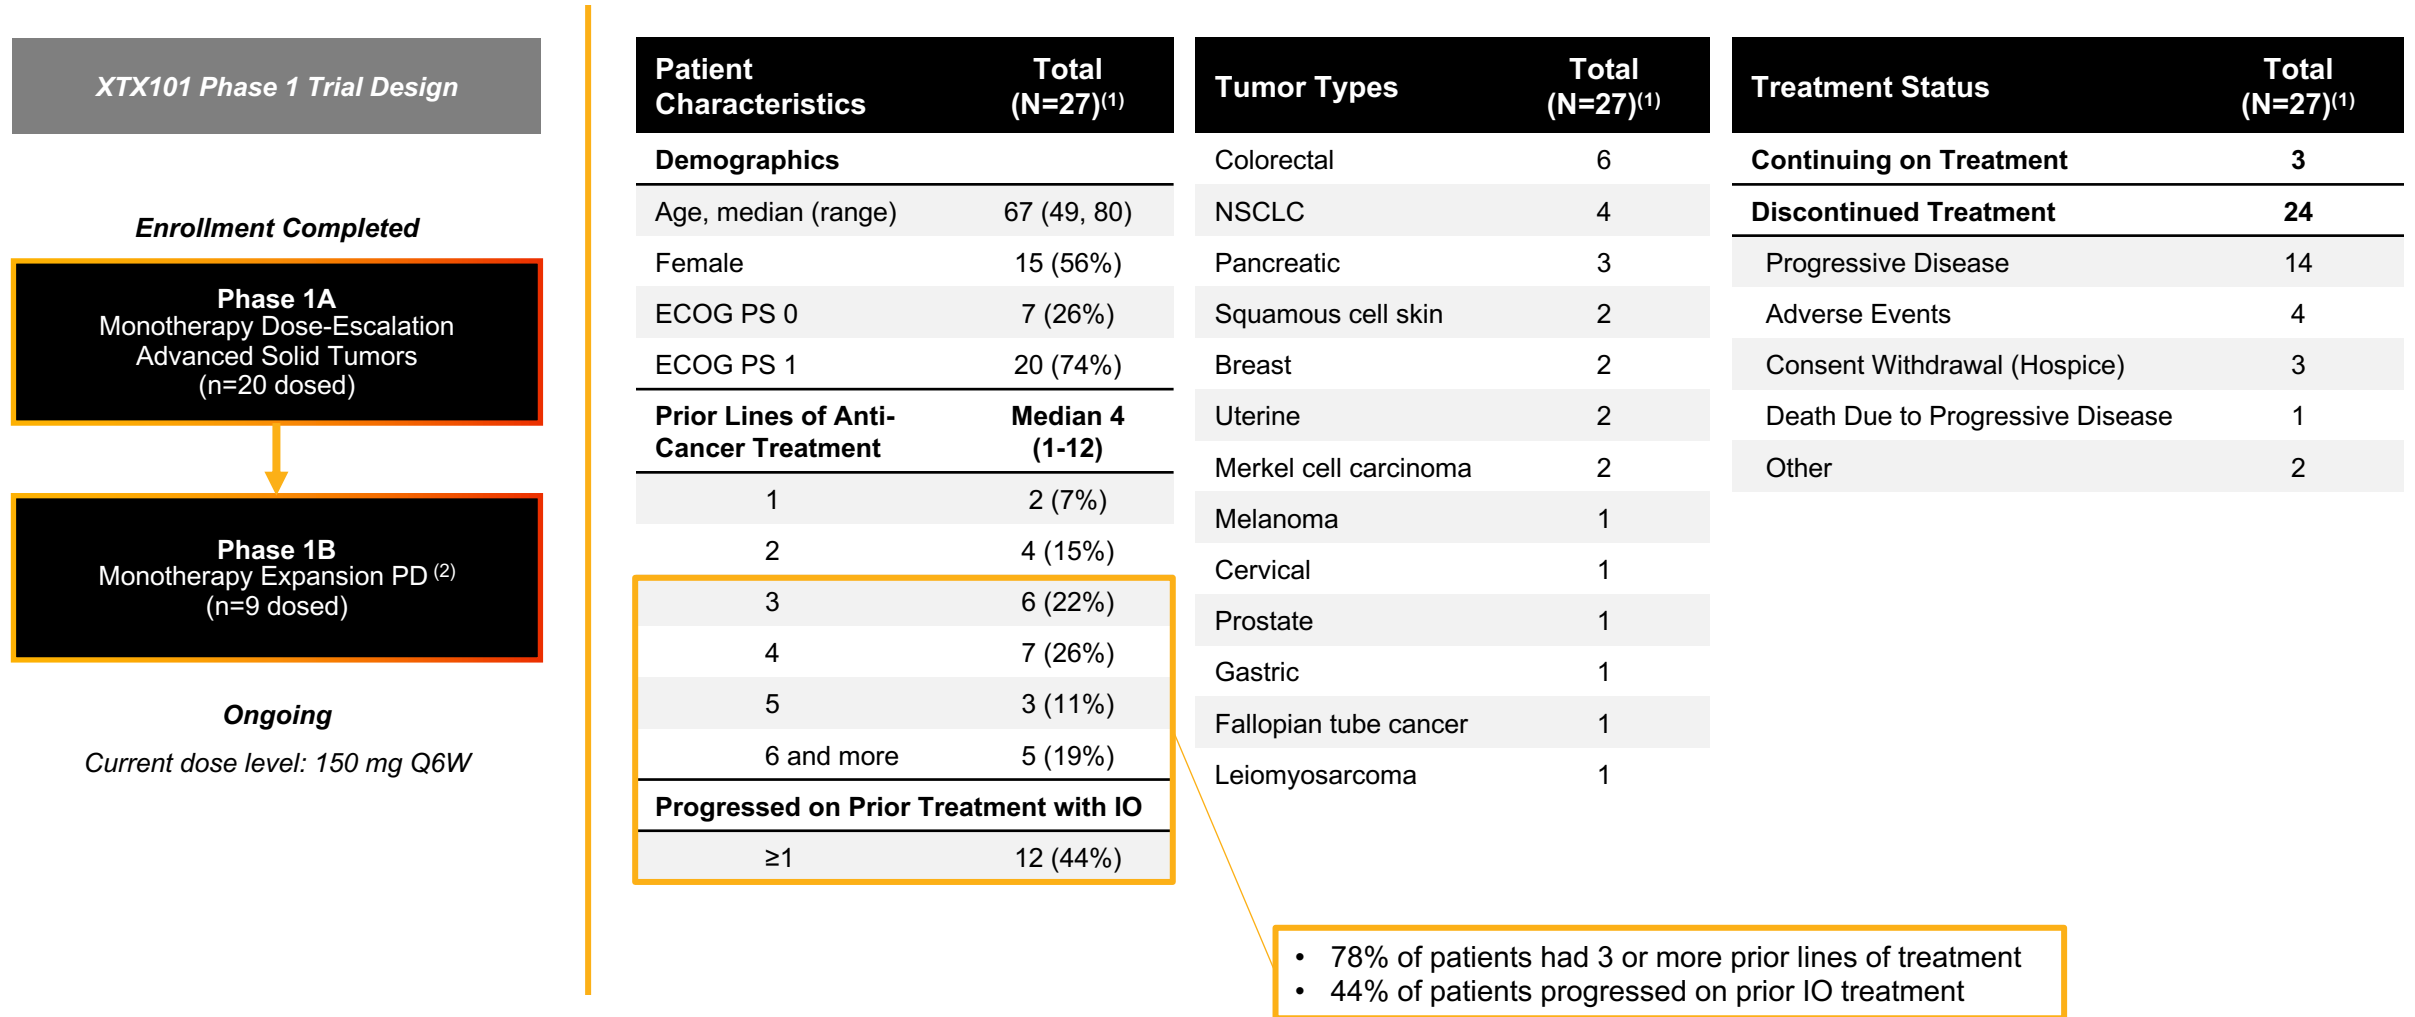 XTX101 Phase 1 Trial Design
Enrollment Completed
Phase 1A
Monotherapy Dose-Escalation
Advanced Solid Tumors
(n=20 dosed)
Phase 1B
Monotherapy Expansion PD (2)
(n=9 dosed)
Ongoing
Current dose level: 150 mg Q6W
Patient Characteristics Total (N=27)(1)
Demographics
Age, median (range) 67 (49, 80)
Female 15 (56%)
ECOG PS 0 7 (26%)
ECOG PS 1 20 (74%)
Prior Lines of Anti- Median 4
Cancer Treatment (1-12)
1 2 (7%)
2 4 (15%)
3 6 (22%)
4 7 (26%)
5 3 (11%)
6 and more 5 (19%)
Progressed on Prior Treatment with IO
≥1 12 (44%)
Tumor Types Total (N=27)(1)
Colorectal 6
NSCLC 4
Pancreatic 3
Squamous cell skin 2
Breast 2
Uterine 2
Merkel cell carcinoma 2
Melanoma 1
Cervical 1
Prostate 1
Gastric 1
Fallopian tube cancer 1
Leiomyosarcoma 1
Treatment Status Total (N=27)(1)
Continuing on Treatment 3
Discontinued Treatment 24
Progressive Disease 14
Adverse Events 4
Consent Withdrawal (Hospice) 3
Death Due to Progressive Disease 1
Other 2
• 78% of patients had 3 or more prior lines of treatment
• 44% of patients progressed on prior IO treatment